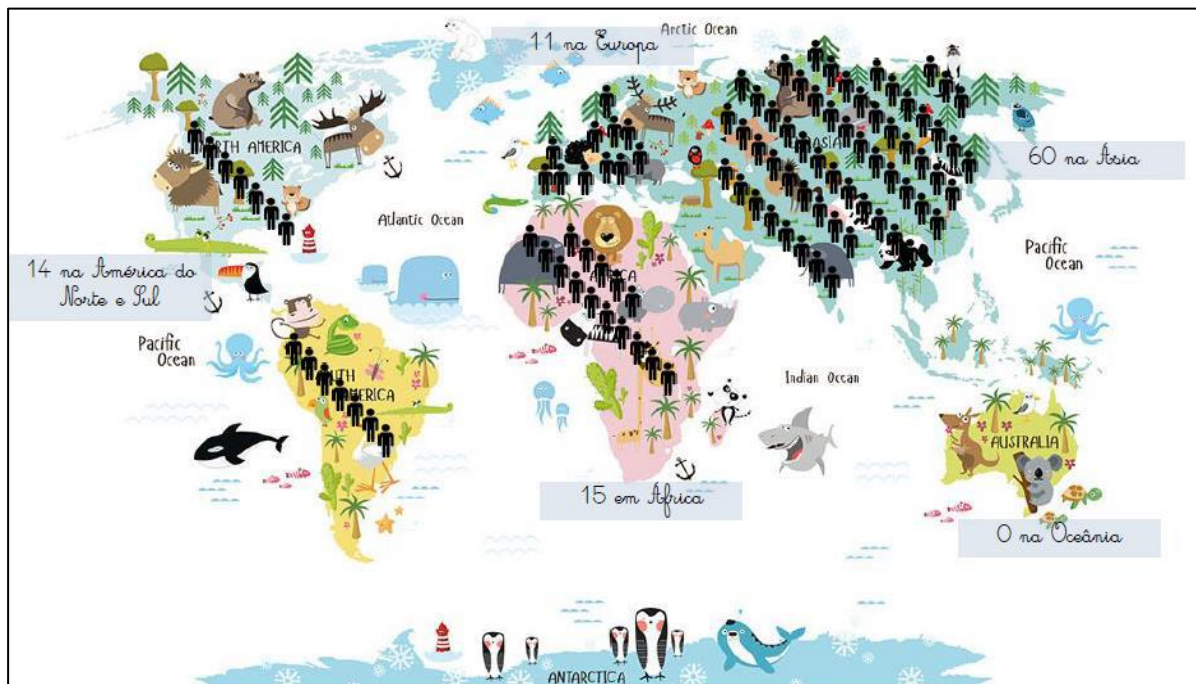 11 na Europa
Arctic Ocean
NORTH AMERICA
60 na Ásia
Atlantic Ocean
14 na América do
Norte e Sul
AFRICA
Pacific
Ocean
Pacific
Ocean
SOUTH
AMERICA
Indian Ocean
AUSTRALIA
15 em África
0 na Oceânia
ANTARCTICA